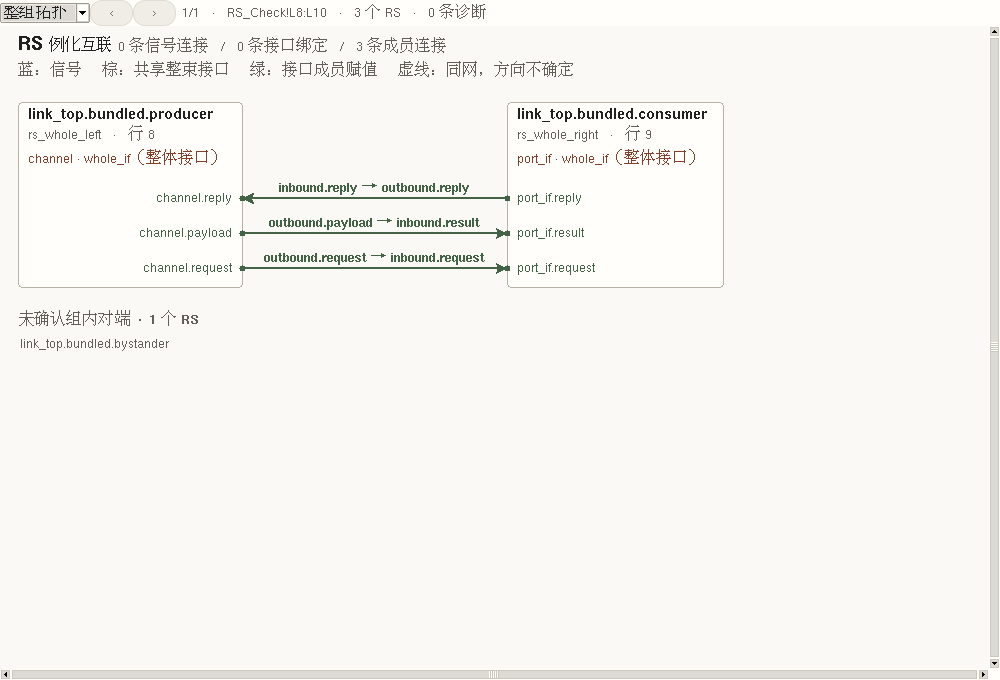 整组拓扑 ‹ › 1/1 · RS_Check!L8:L10 · 3 个 RS · 0 条诊断
RS 例化互联 0 条信号连接 / 0 条接口绑定 / 3 条成员连接
蓝：信号 棕：共享整束接口 绿：接口成员赋值 虚线：同网，方向不确定
link_top.bundled.producer
rs_whole_left · 行 8
channel · whole_if（整体接口）
channel.reply
channel.payload
channel.request
inbound.reply → outbound.reply
outbound.payload → inbound.result
outbound.request → inbound.request
link_top.bundled.consumer
rs_whole_right · 行 9
port_if · whole_if（整体接口）
port_if.reply
port_if.result
port_if.request
未确认组内对端 · 1 个 RS
link_top.bundled.bystander